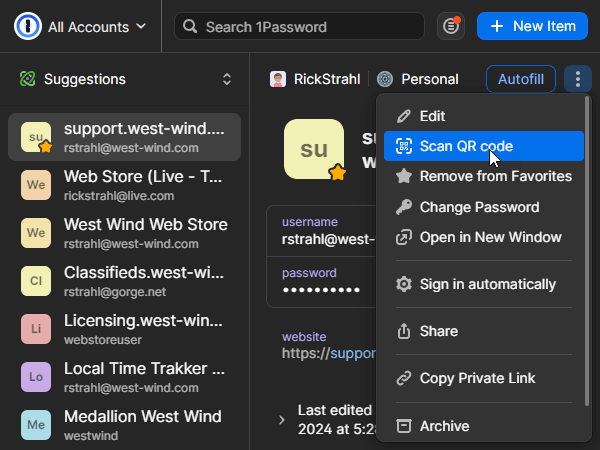 All Accounts
Search 1Password
+ New Item
Suggestions
RickStrahl
Personal
Autofill
su
support.west-wind....
rstrahl@west-wind.com
We
Web Store (Live - T...
rickstrahl@live.com
We
West Wind Web Store
rstrahl@west-wind.com
Cl
Classifieds.west-wi...
rstrahl@gorge.net
Li
Licensing.west-win...
webstoreuser
Lo
Local Time Trakker ...
rstrahl@west-wind.com
Me
Medallion West Wind
westwind
su
username
rstrahl@west-
password
••••••••••
website
https://suppor
Last edited
2024 at 5:28
Edit
Scan QR code
Remove from Favorites
Change Password
Open in New Window
Sign in automatically
Share
Copy Private Link
Archive